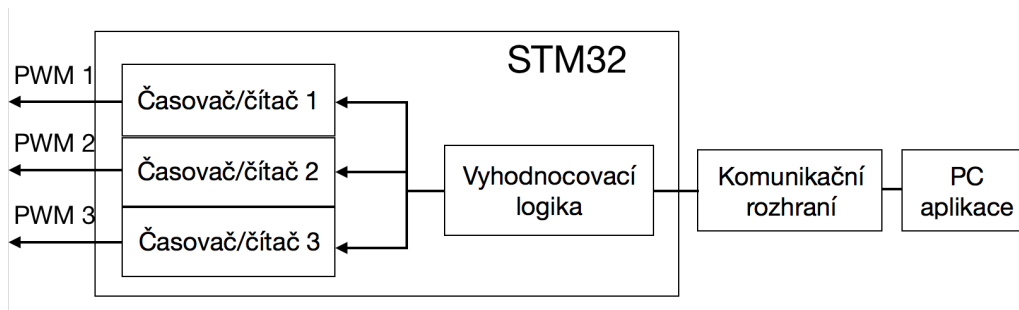 STM32
PWM 1
Časovač/čítač 1
PWM 2
Časovač/čítač 2
PWM 3
Časovač/čítač 3
Vyhodnocovací
logika
Komunikační
rozhraní
PC
aplikace